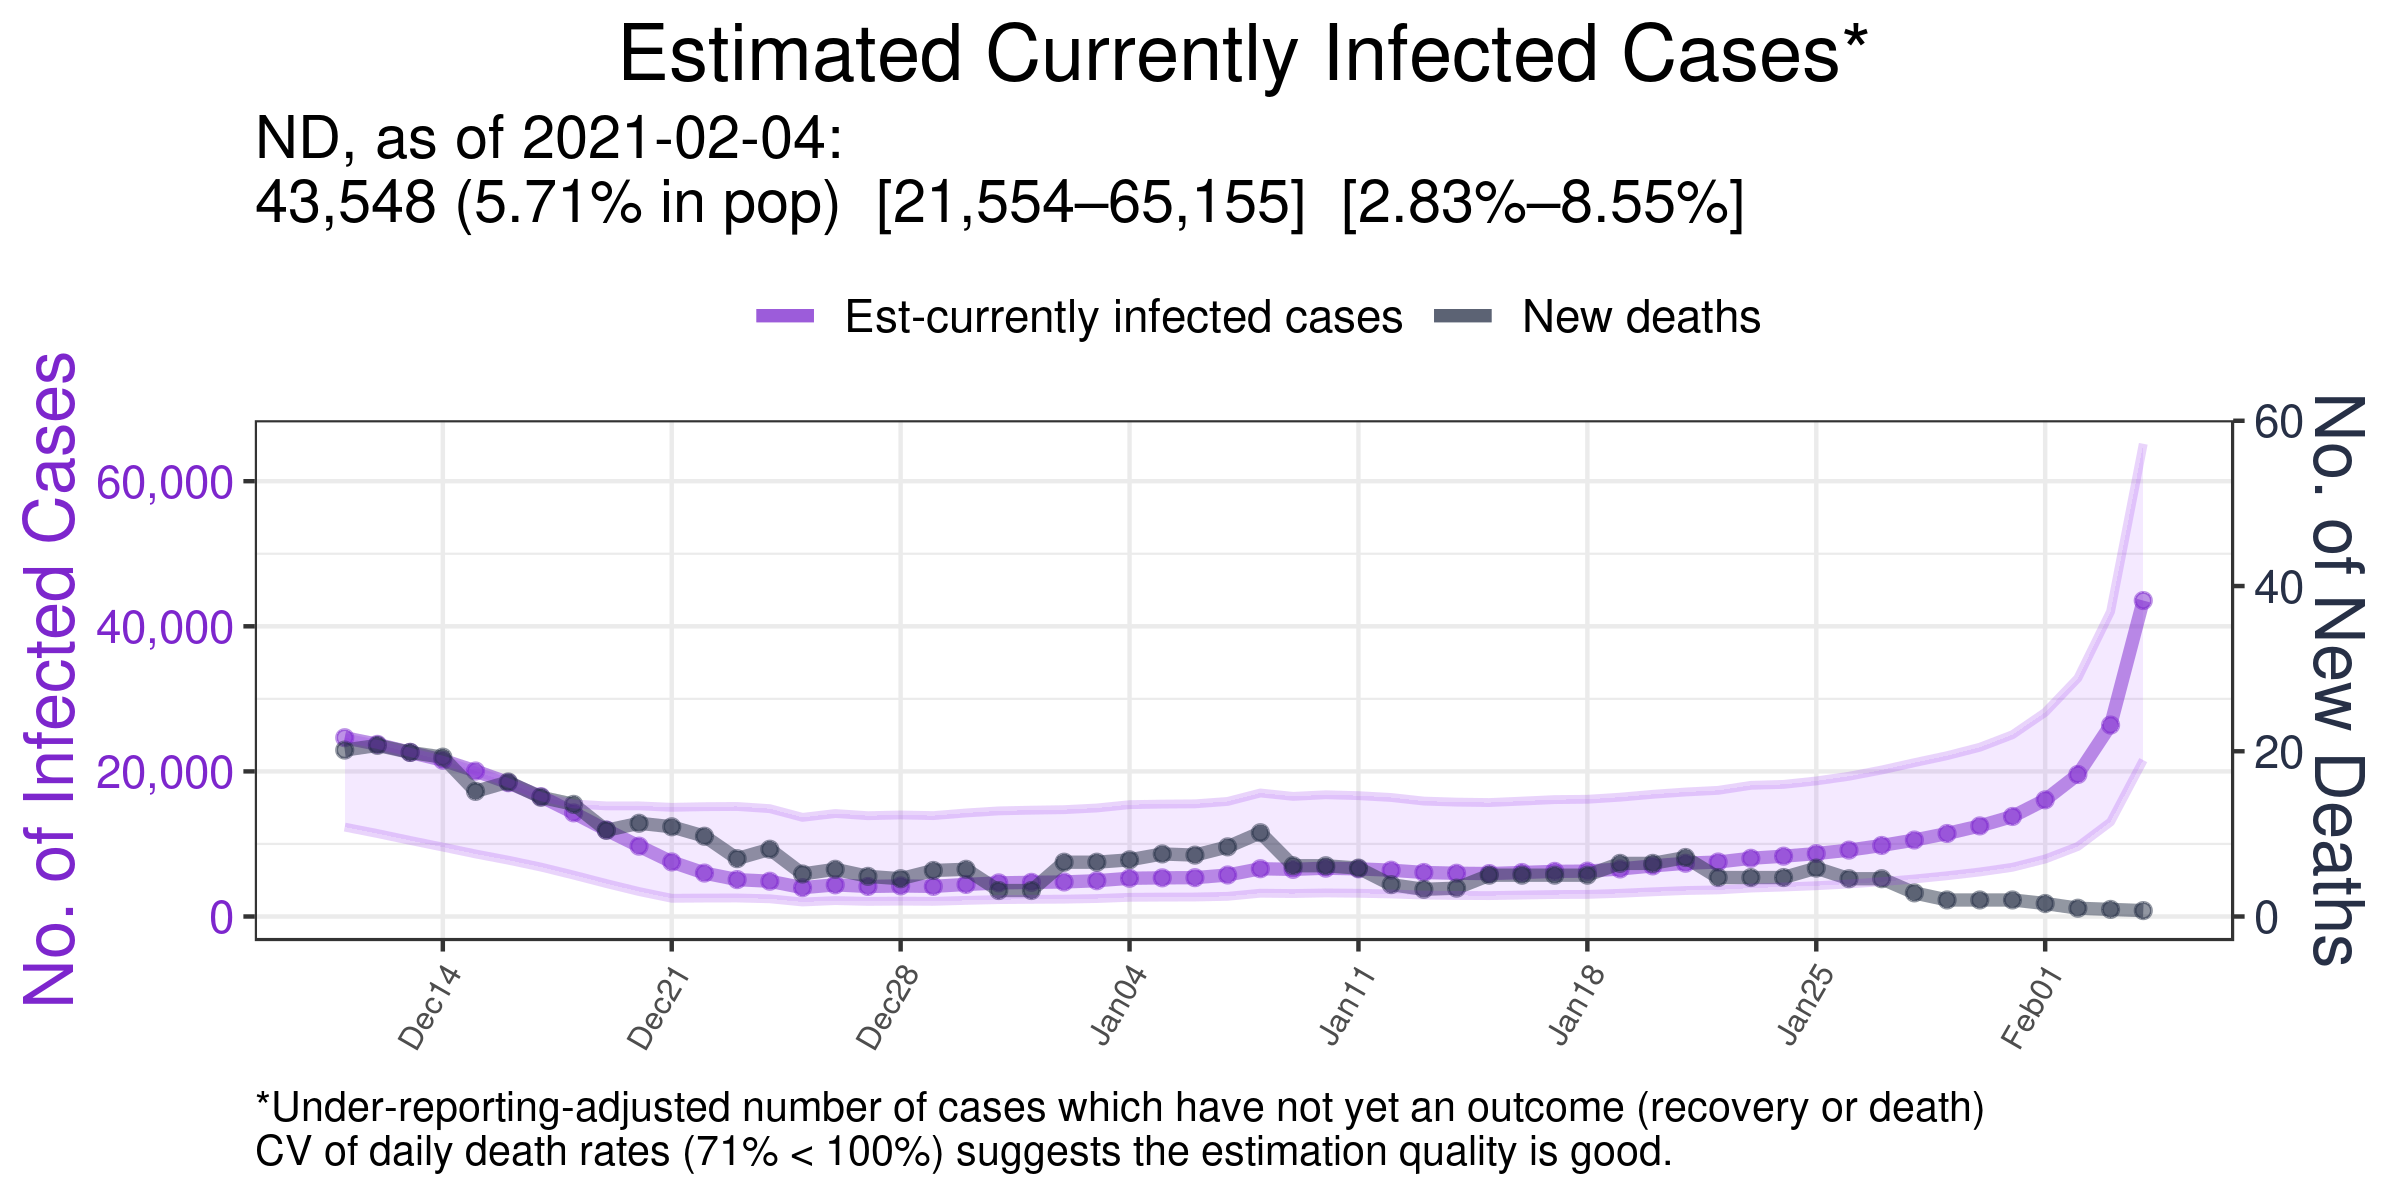 Estimated Currently Infected Cases*
ND, as of 2021-02-04:
43,548 (5.71% in pop) [21,554–65,155] [2.83%–8.55%]
Est-currently infected cases New deaths
No. of Infected Cases
60,000
40,000
20,000
0
60
40
20
0
No. of New Deaths
Dec14 Dec21 Dec28 Jan04 Jan11 Jan18 Jan25 Feb01
*Under-reporting-adjusted number of cases which have not yet an outcome (recovery or death)
CV of daily death rates (71% < 100%) suggests the estimation quality is good.